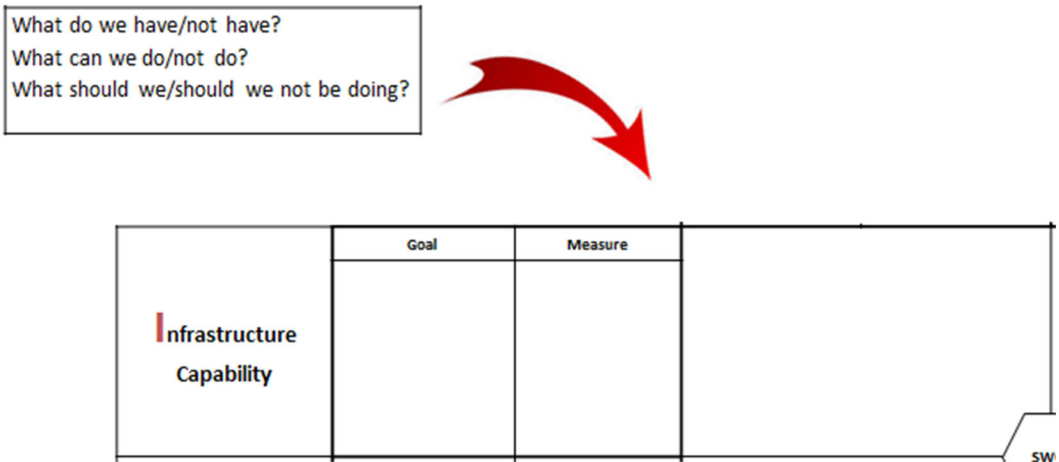 What do we have/not have?
What can we do/not do?
What should we/should we not be doing?
Goal
Measure
Infrastructure
Capability